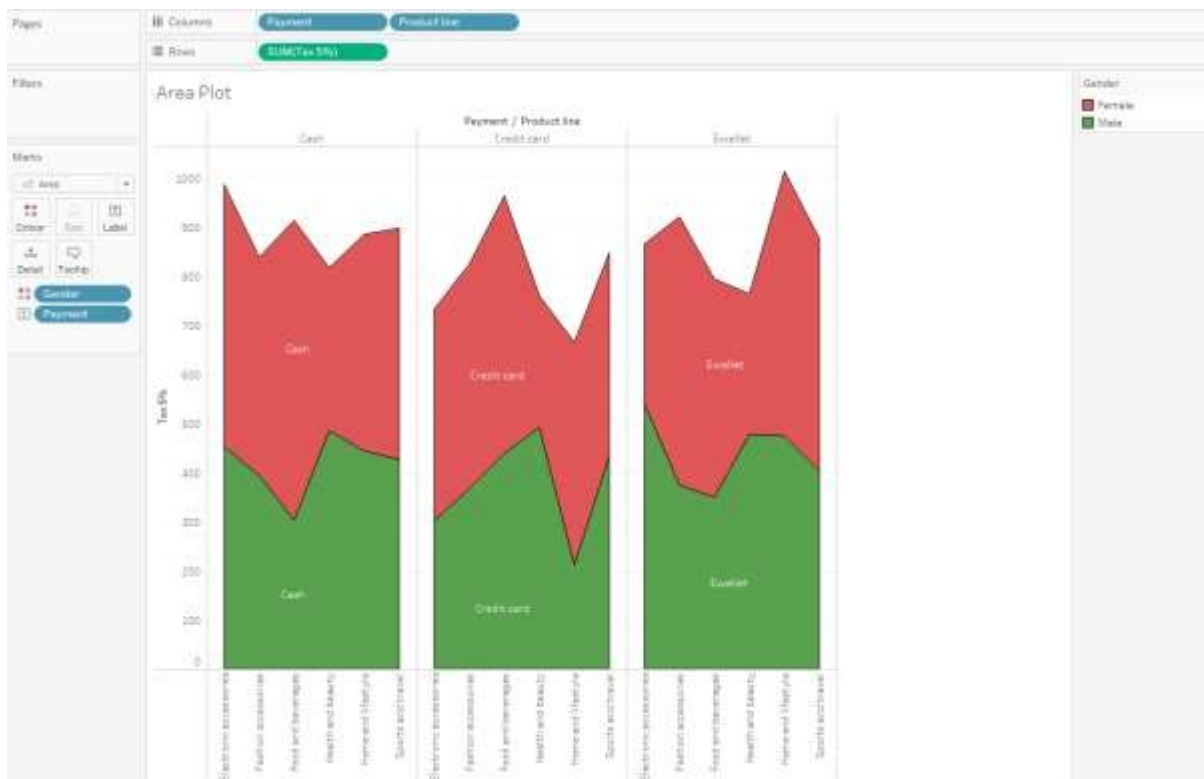 Pages
Columns
Payment
Product line
Rows
SUM(Tax 5%)
Filters
Marks
Area
Colour
Size
Label
Detail
Tooltip
Gender
Payment
Area Plot
Payment / Product line
Cash
Credit card
Ewallet
Tax 5%
1000
900
800
700
600
500
400
300
200
100
0
Cash
Credit card
Ewallet
Cash
Credit card
Ewallet
Electronic accessories
Fashion accessories
Food and beverages
Health and beauty
Home and lifestyle
Sports and travel
Electronic accessories
Fashion accessories
Food and beverages
Health and beauty
Home and lifestyle
Sports and travel
Electronic accessories
Fashion accessories
Food and beverages
Health and beauty
Home and lifestyle
Sports and travel
Gender
Female
Male